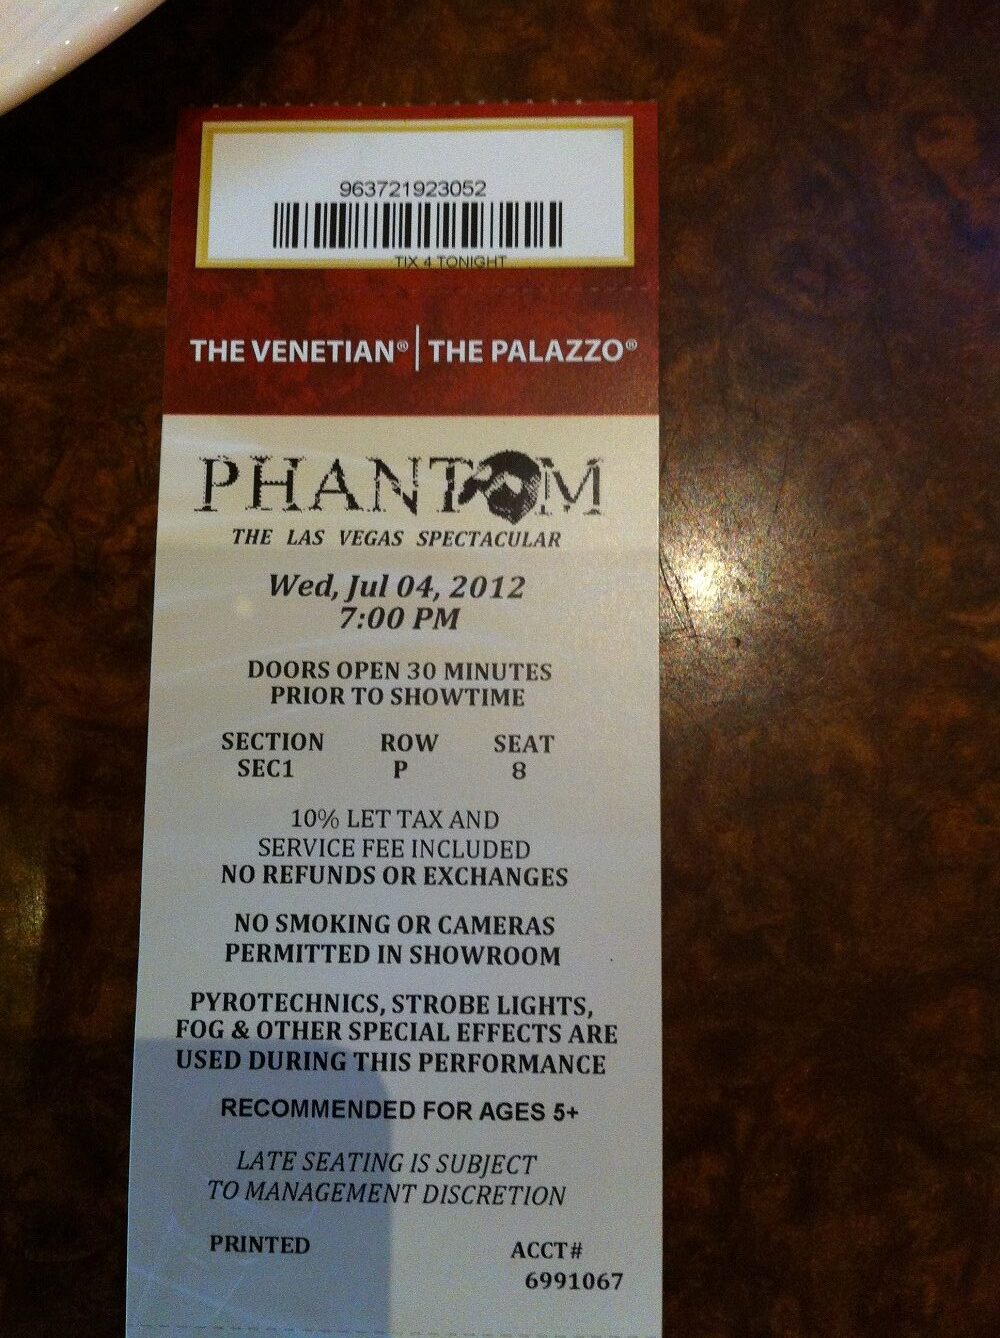 963721923052
TIX 4 TONIGHT
THE VENETIAN® | THE PALAZZO®
PHANTOM
THE LAS VEGAS SPECTACULAR
Wed, Jul 04, 2012
7:00 PM
DOORS OPEN 30 MINUTES
PRIOR TO SHOWTIME
SECTION ROW SEAT
SEC1 P 8
10% LET TAX AND
SERVICE FEE INCLUDED
NO REFUNDS OR EXCHANGES
NO SMOKING OR CAMERAS
PERMITTED IN SHOWROOM
PYROTECHNICS, STROBE LIGHTS,
FOG & OTHER SPECIAL EFFECTS ARE
USED DURING THIS PERFORMANCE
RECOMMENDED FOR AGES 5+
LATE SEATING IS SUBJECT
TO MANAGEMENT DISCRETION
PRINTED ACCT#
6991067